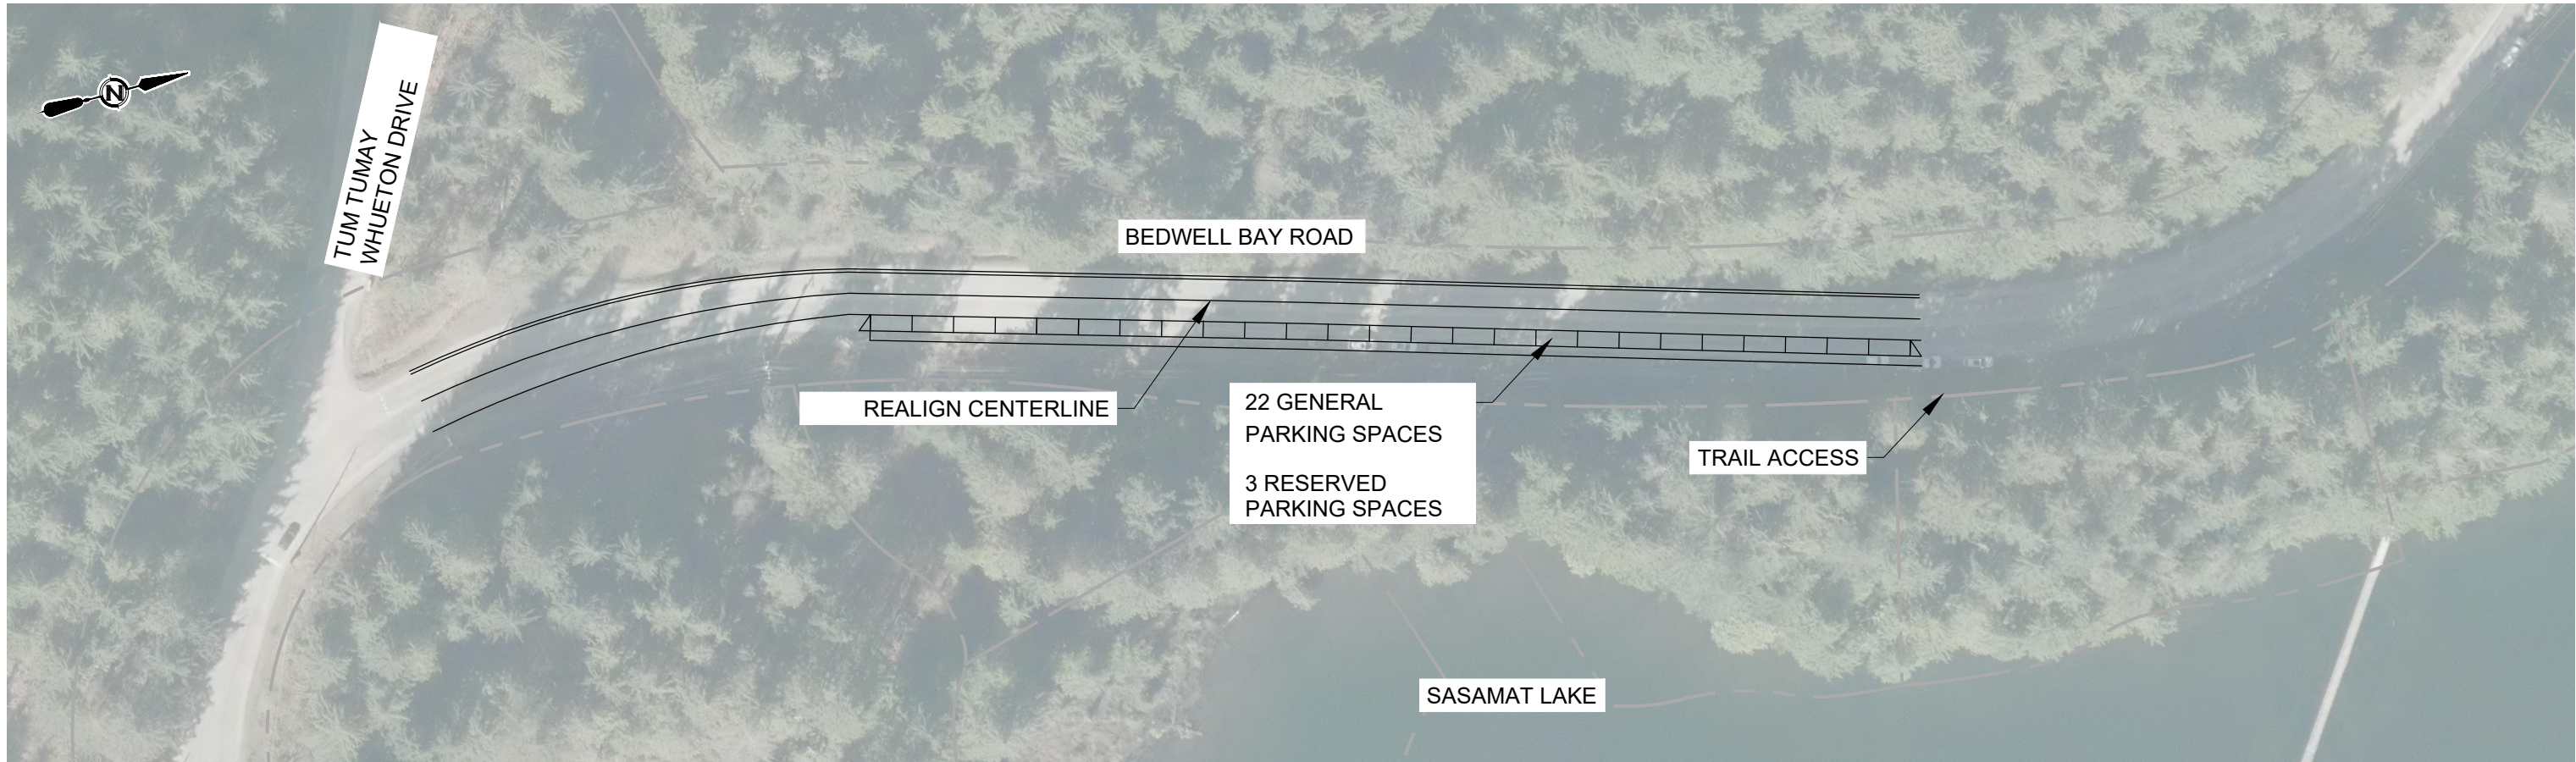 TUM TUMAY
WHUETON DRIVE
N
BEDWELL BAY ROAD
REALIGN CENTERLINE
22 GENERAL
PARKING SPACES
3 RESERVED
PARKING SPACES
TRAIL ACCESS
SASAMAT LAKE